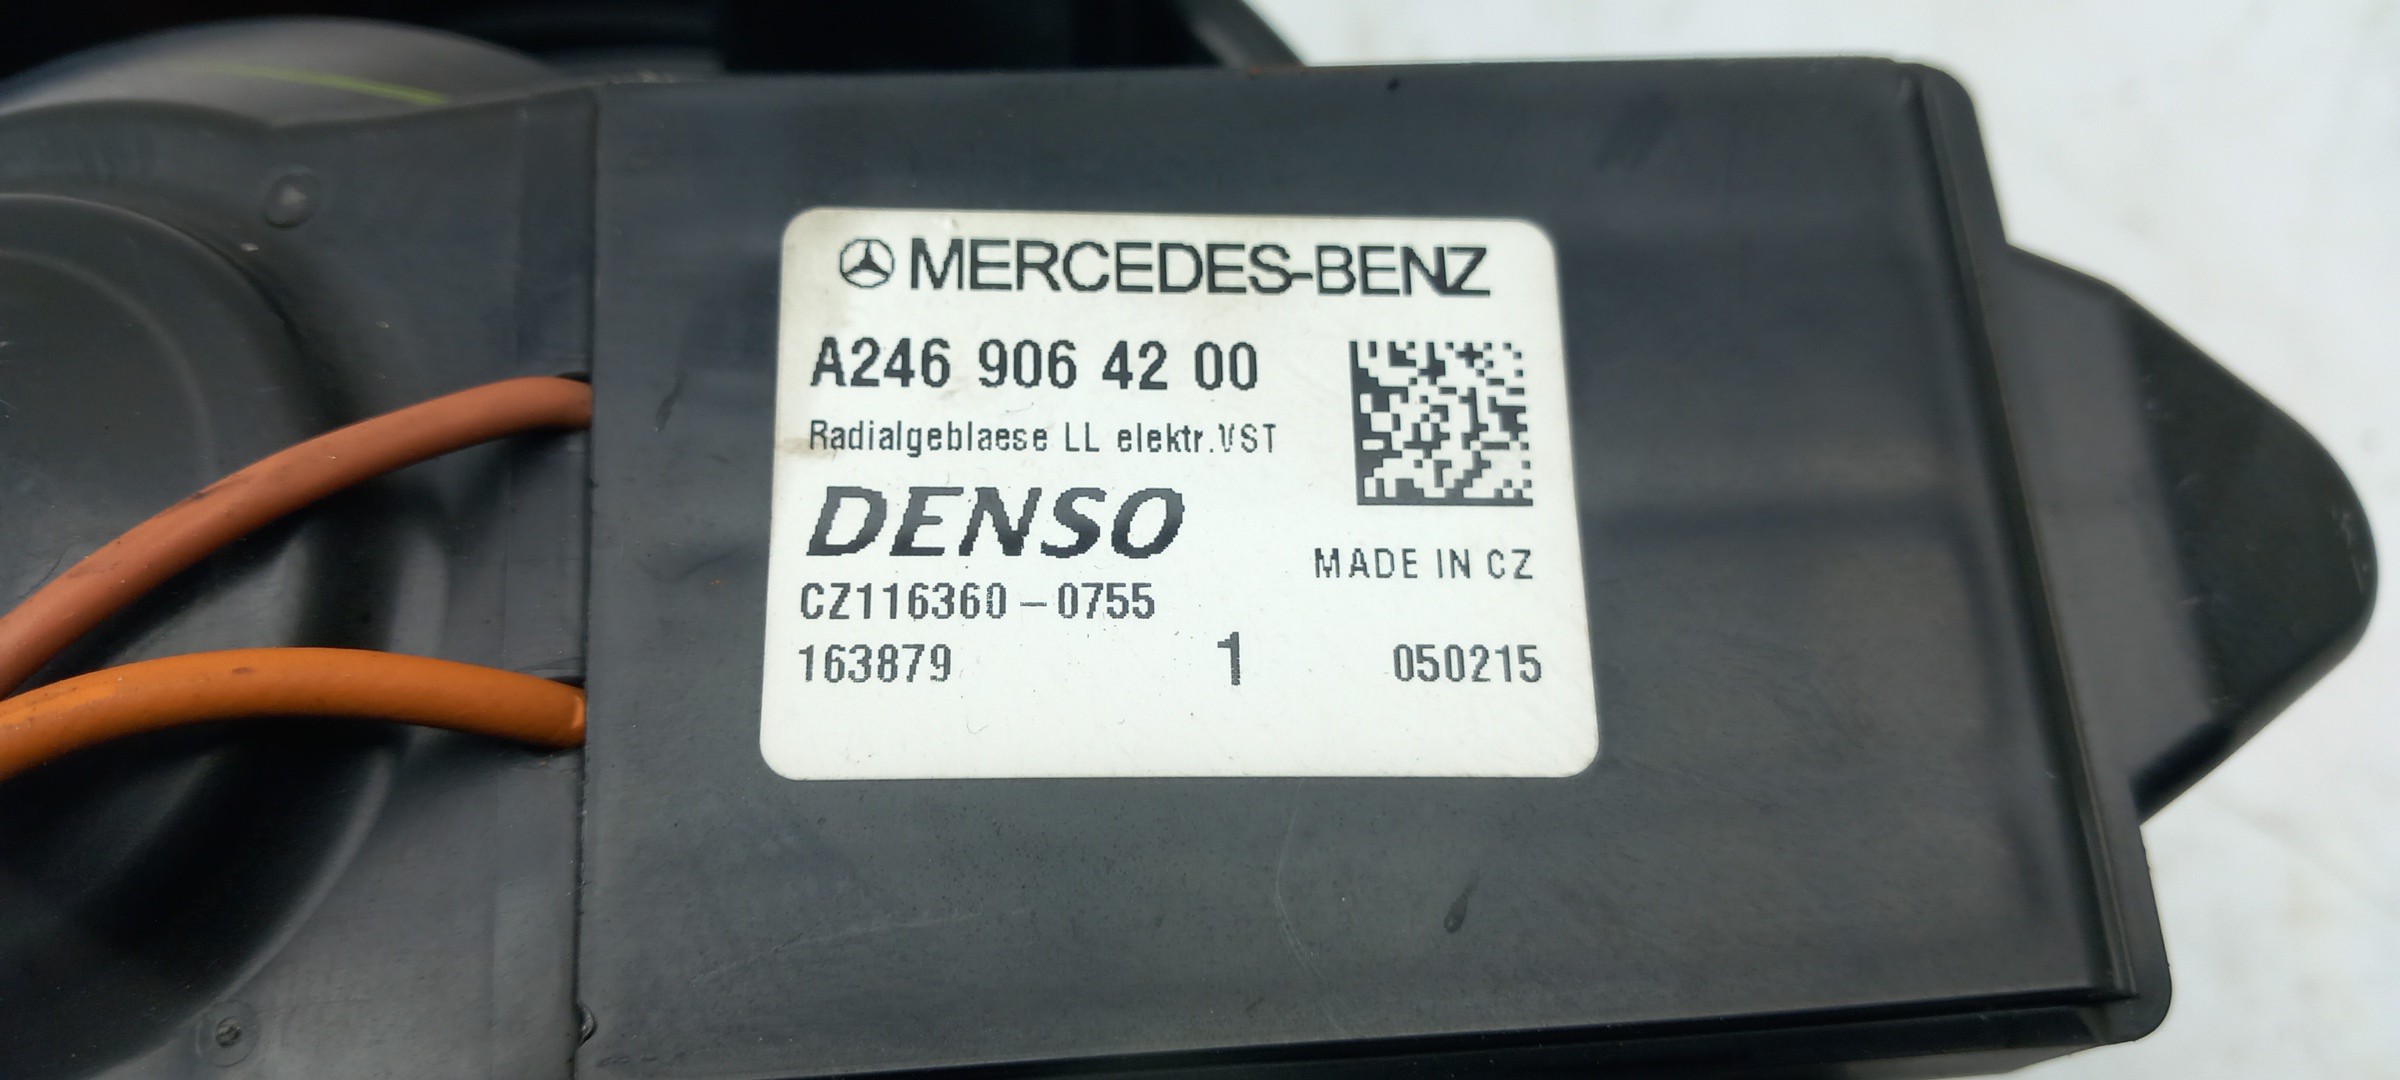 MERCEDES-BENZ
A246 906 42 00
Radialgeblaese LL elektr.VST
DENSO
MADE IN CZ
CZ116360-0755
163879 1 050215